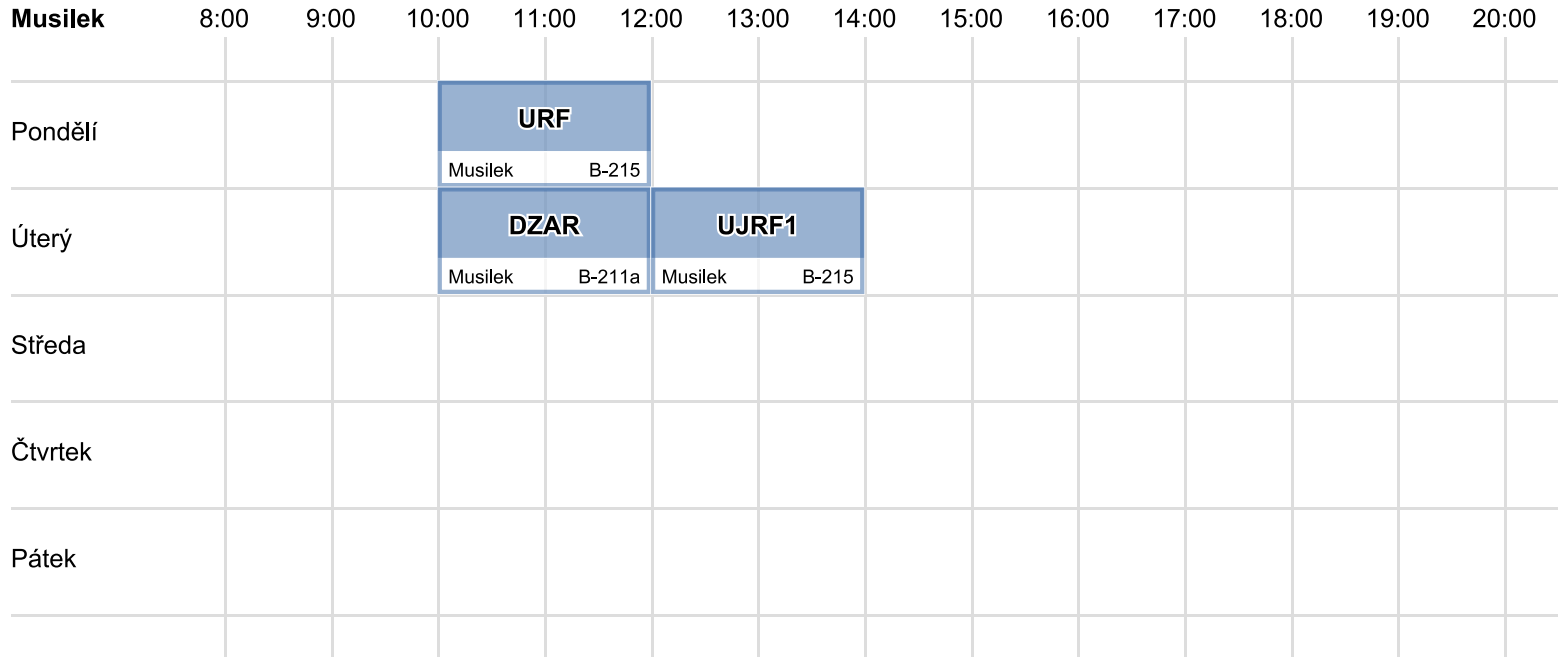 Musilek 8:00 9:00 10:00 11:00 12:00 13:00 14:00 15:00 16:00 17:00 18:00 19:00 20:00
Pondělí
URF
Musilek B-215
Úterý
DZAR
Musilek B-211a
UJRF1
Musilek B-215
Středa
Čtvrtek
Pátek